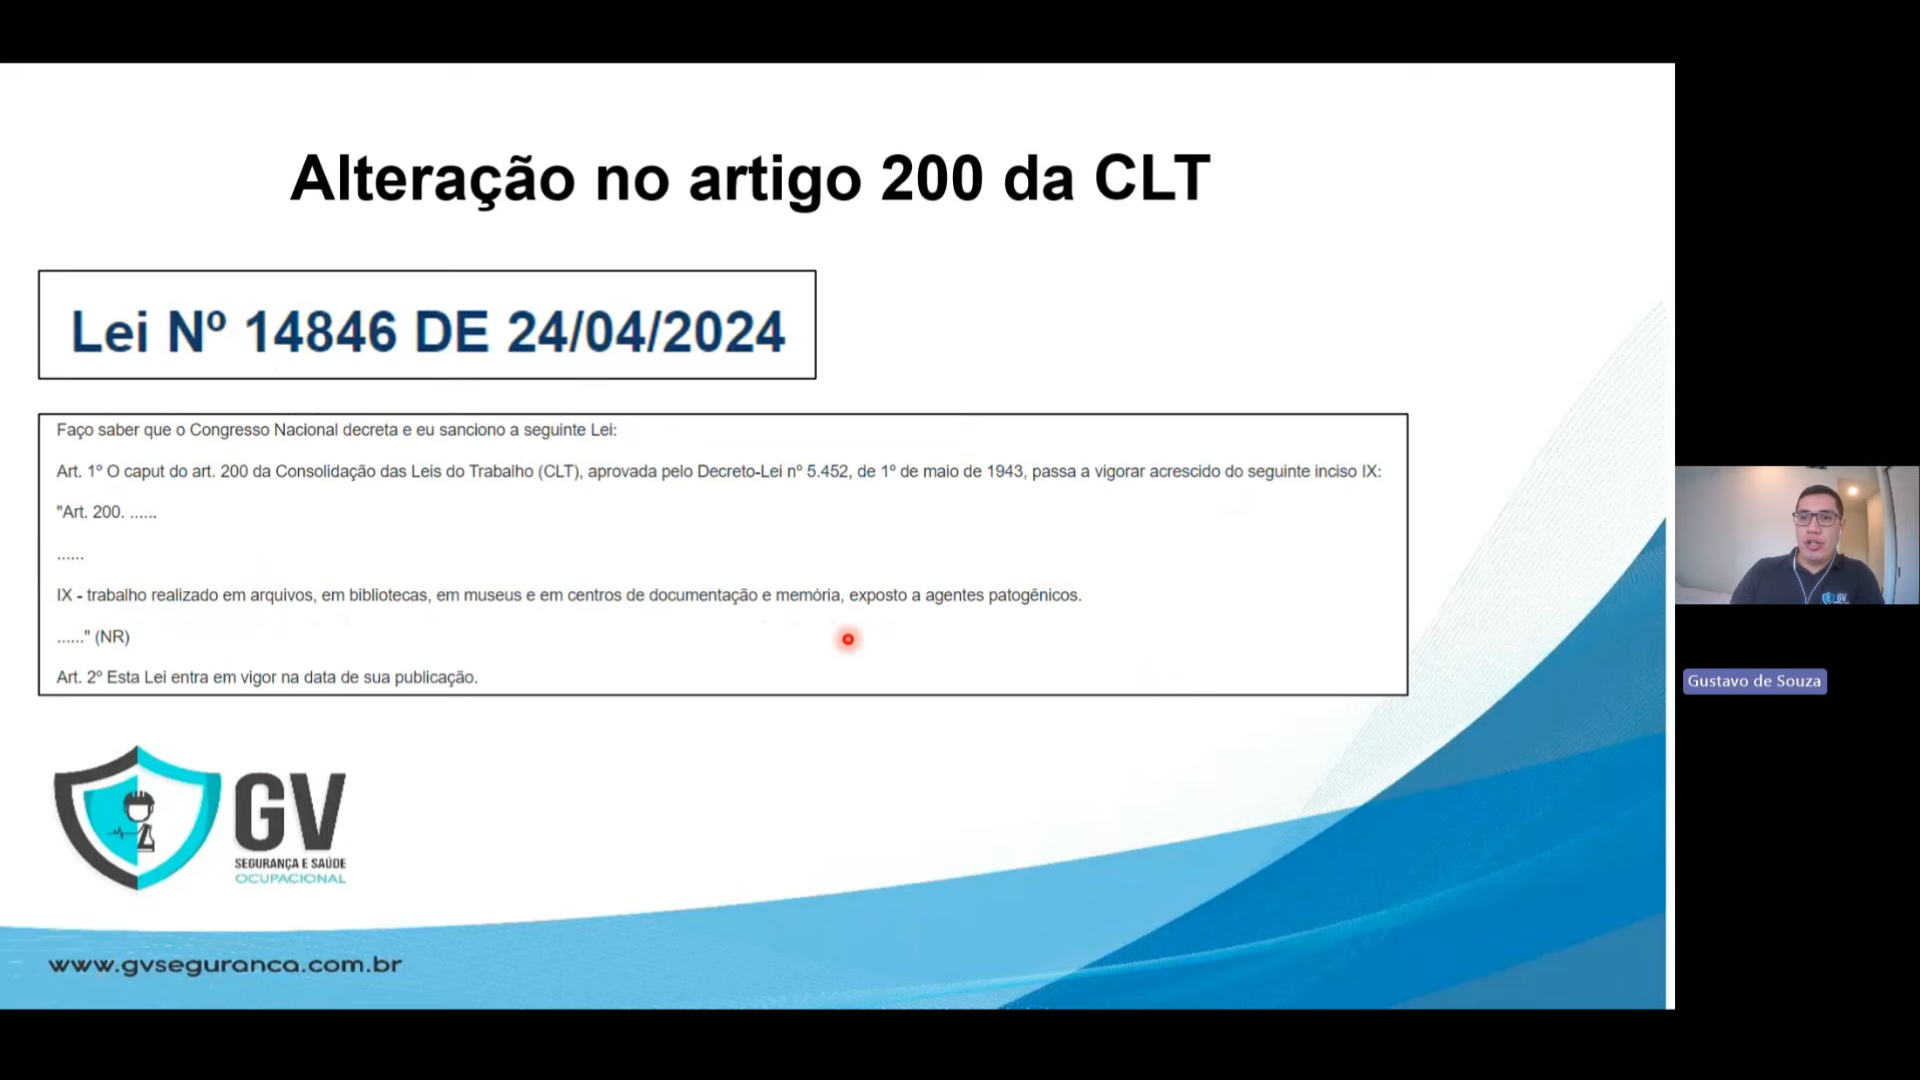 Alteração no artigo 200 da CLT
Lei Nº 14846 DE 24/04/2024
Faço saber que o Congresso Nacional decreta e eu sanciono a seguinte Lei:
Art. 1º O caput do art. 200 da Consolidação das Leis do Trabalho (CLT), aprovada pelo Decreto-Lei nº 5.452, de 1º de maio de 1943, passa a vigorar acrescido do seguinte inciso IX:
"Art. 200. ......
......
IX - trabalho realizado em arquivos, em bibliotecas, em museus e em centros de documentação e memória, exposto a agentes patogênicos.
......" (NR)
Art. 2º Esta Lei entra em vigor na data de sua publicação.
GV
SEGURANÇA E SAÚDE
OCUPACIONAL
www.gvseguranca.com.br
GV
Gustavo de Souza